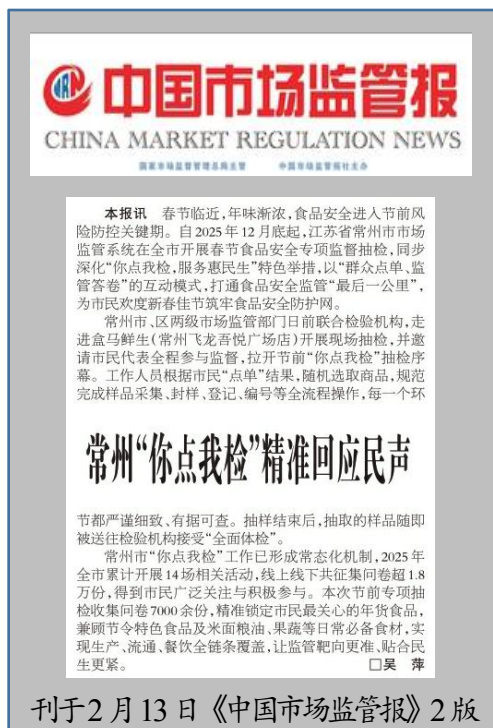 中国市场监管报
CHINA MARKET REGULATION NEWS
国家市场监督管理总局主管 中国市场监管报社主办
本报讯 春节临近,年味渐浓,食品安全进入节前风
险防控关键期。自2025年12月底起,江苏省常州市市场
监管系统在全市开展春节食品安全专项监督抽检,同步
深化“你点我检,服务惠民生”特色举措,以“群众点单、监
管答卷”的互动模式,打通食品安全监管“最后一公里”,
为市民欢度新春佳节筑牢食品安全防护网。
常州市、区两级市场监管部门日前联合检验机构,走
进盒马鲜生(常州飞龙吾悦广场店)开展现场抽检,并邀
请市民代表全程参与监督,拉开节前“你点我检”抽检序
幕。工作人员根据市民“点单”结果,随机选取商品,规范
完成样品采集、封样、登记、编号等全流程操作,每一个环
常州“你点我检”精准回应民声
节都严谨细致、有据可查。抽样结束后,抽取的样品随即
被送往检验机构接受“全面体检”。
常州市“你点我检”工作已形成常态化机制,2025年
全市累计开展14场相关活动,线上线下共征集问卷超1.8
万份,得到市民广泛关注与积极参与。本次节前专项抽
检收集问卷7000余份,精准锁定市民最关心的年货食品,
兼顾节令特色食品及米面粮油、果蔬等日常必备食材,实
现生产、流通、餐饮全链条覆盖,让监管靶向更准、贴合民
生更紧。 □吴 萍
刊于2月13日《中国市场监管报》2版